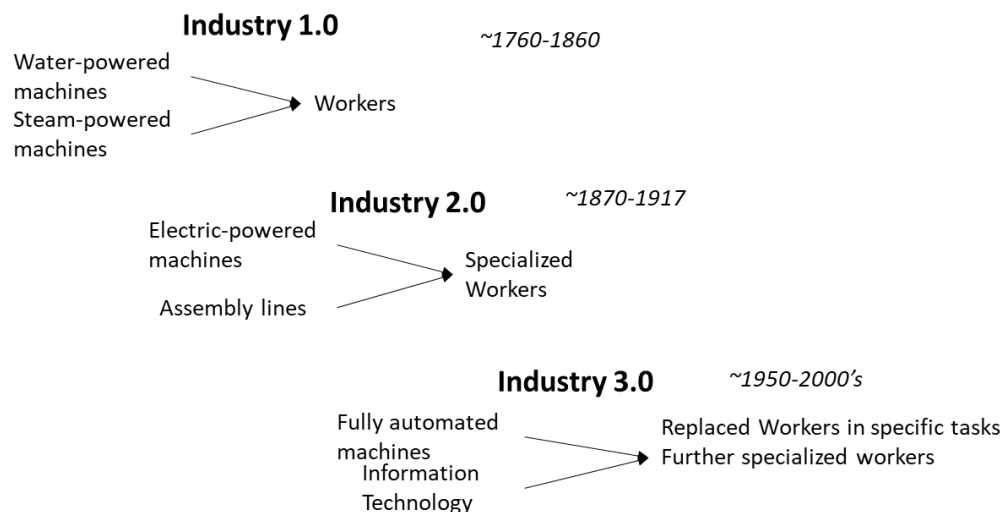 Industry 1.0
~1760-1860
Water-powered
machines
Steam-powered
machines
Workers
Industry 2.0
~1870-1917
Electric-powered
machines
Assembly lines
Specialized
Workers
Industry 3.0
~1950-2000's
Fully automated
machines
Information
Technology
Replaced Workers in specific tasks
Further specialized workers